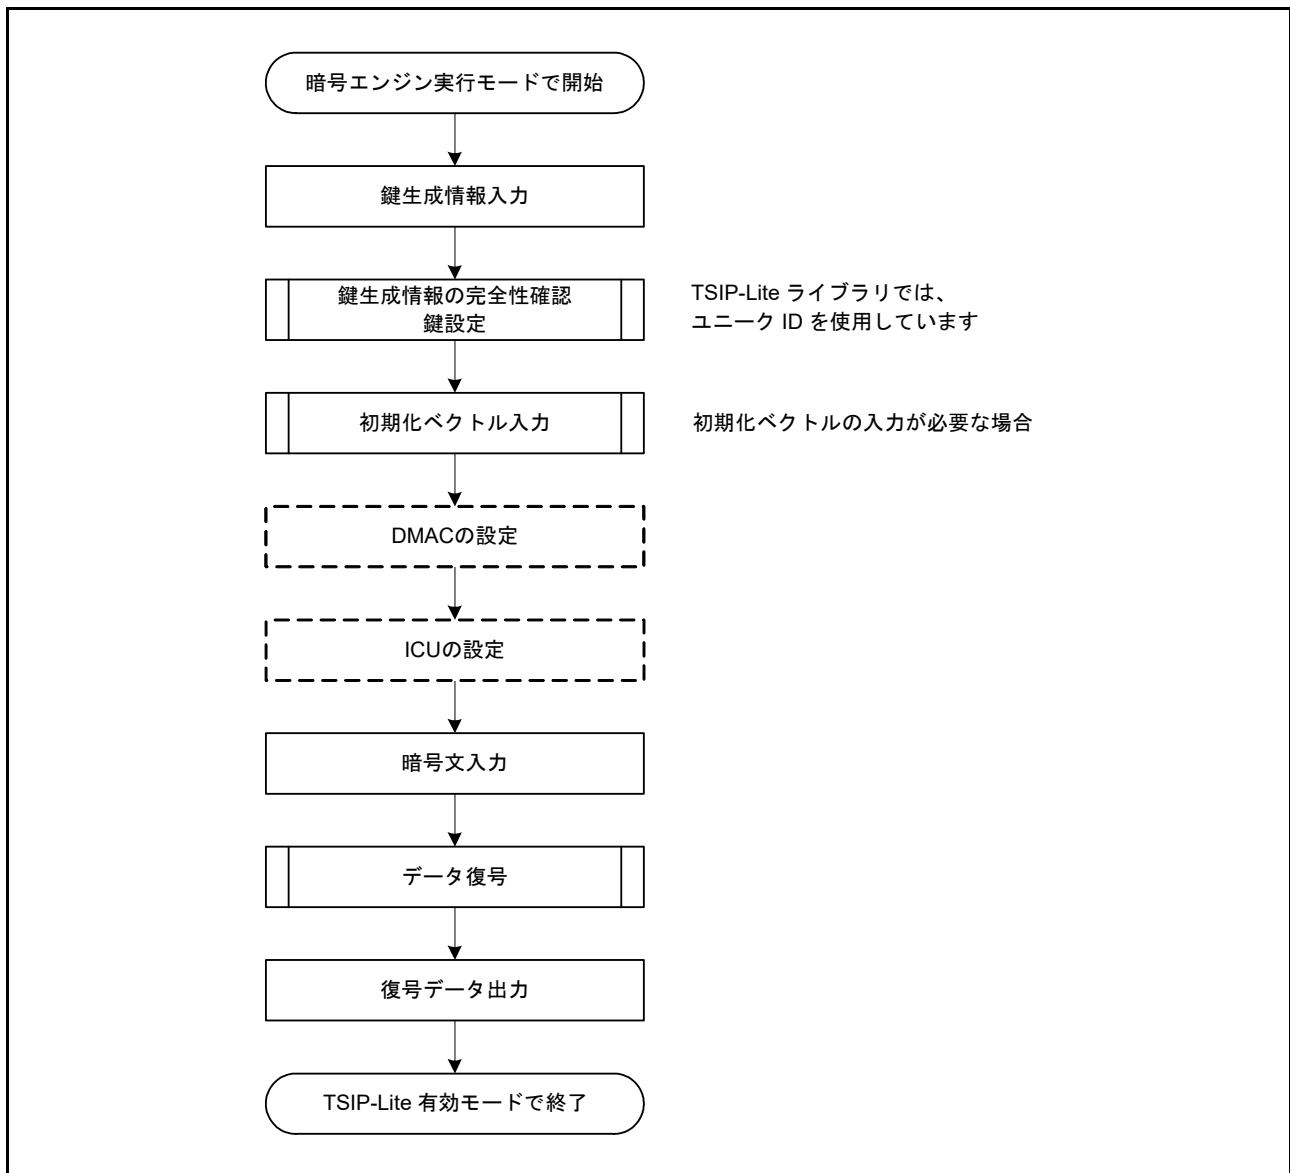 暗号エンジン実行モードで開始
鍵生成情報入力
鍵生成情報の完全性確認
鍵設定
TSIP-Lite ライブラリでは、
ユニーク ID を使用しています
初期化ベクトル入力
初期化ベクトルの入力が必要な場合
DMACの設定
ICUの設定
暗号文入力
データ復号
復号データ出力
TSIP-Lite 有効モードで終了